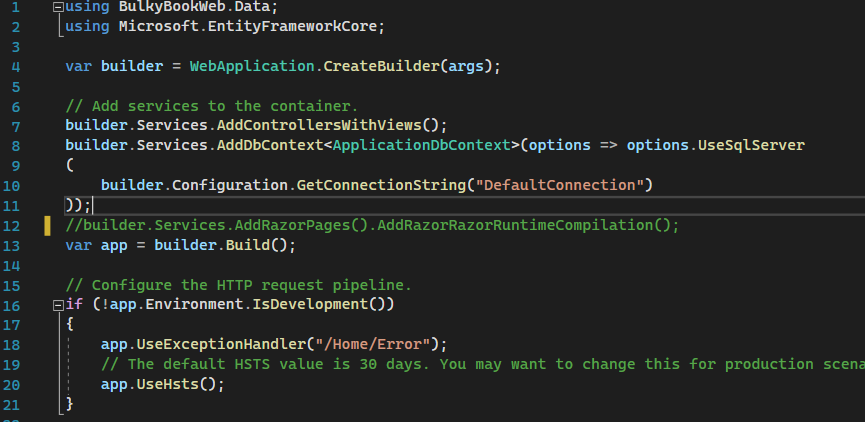 1 using BulkyBookWeb.Data;
2 using Microsoft.EntityFrameworkCore;
3
4 var builder = WebApplication.CreateBuilder(args);
5
6 // Add services to the container.
7 builder.Services.AddControllersWithViews();
8 builder.Services.AddDbContext<ApplicationDbContext>(options => options.UseSqlServer
9 (
10 builder.Configuration.GetConnectionString("DefaultConnection")
11 ));
12 //builder.Services.AddRazorPages().AddRazorRazorRuntimeCompilation();
13 var app = builder.Build();
14
15 // Configure the HTTP request pipeline.
16 if (!app.Environment.IsDevelopment())
17 {
18 app.UseExceptionHandler("/Home/Error");
19 // The default HSTS value is 30 days. You may want to change this for production scena
20 app.UseHsts();
21 }